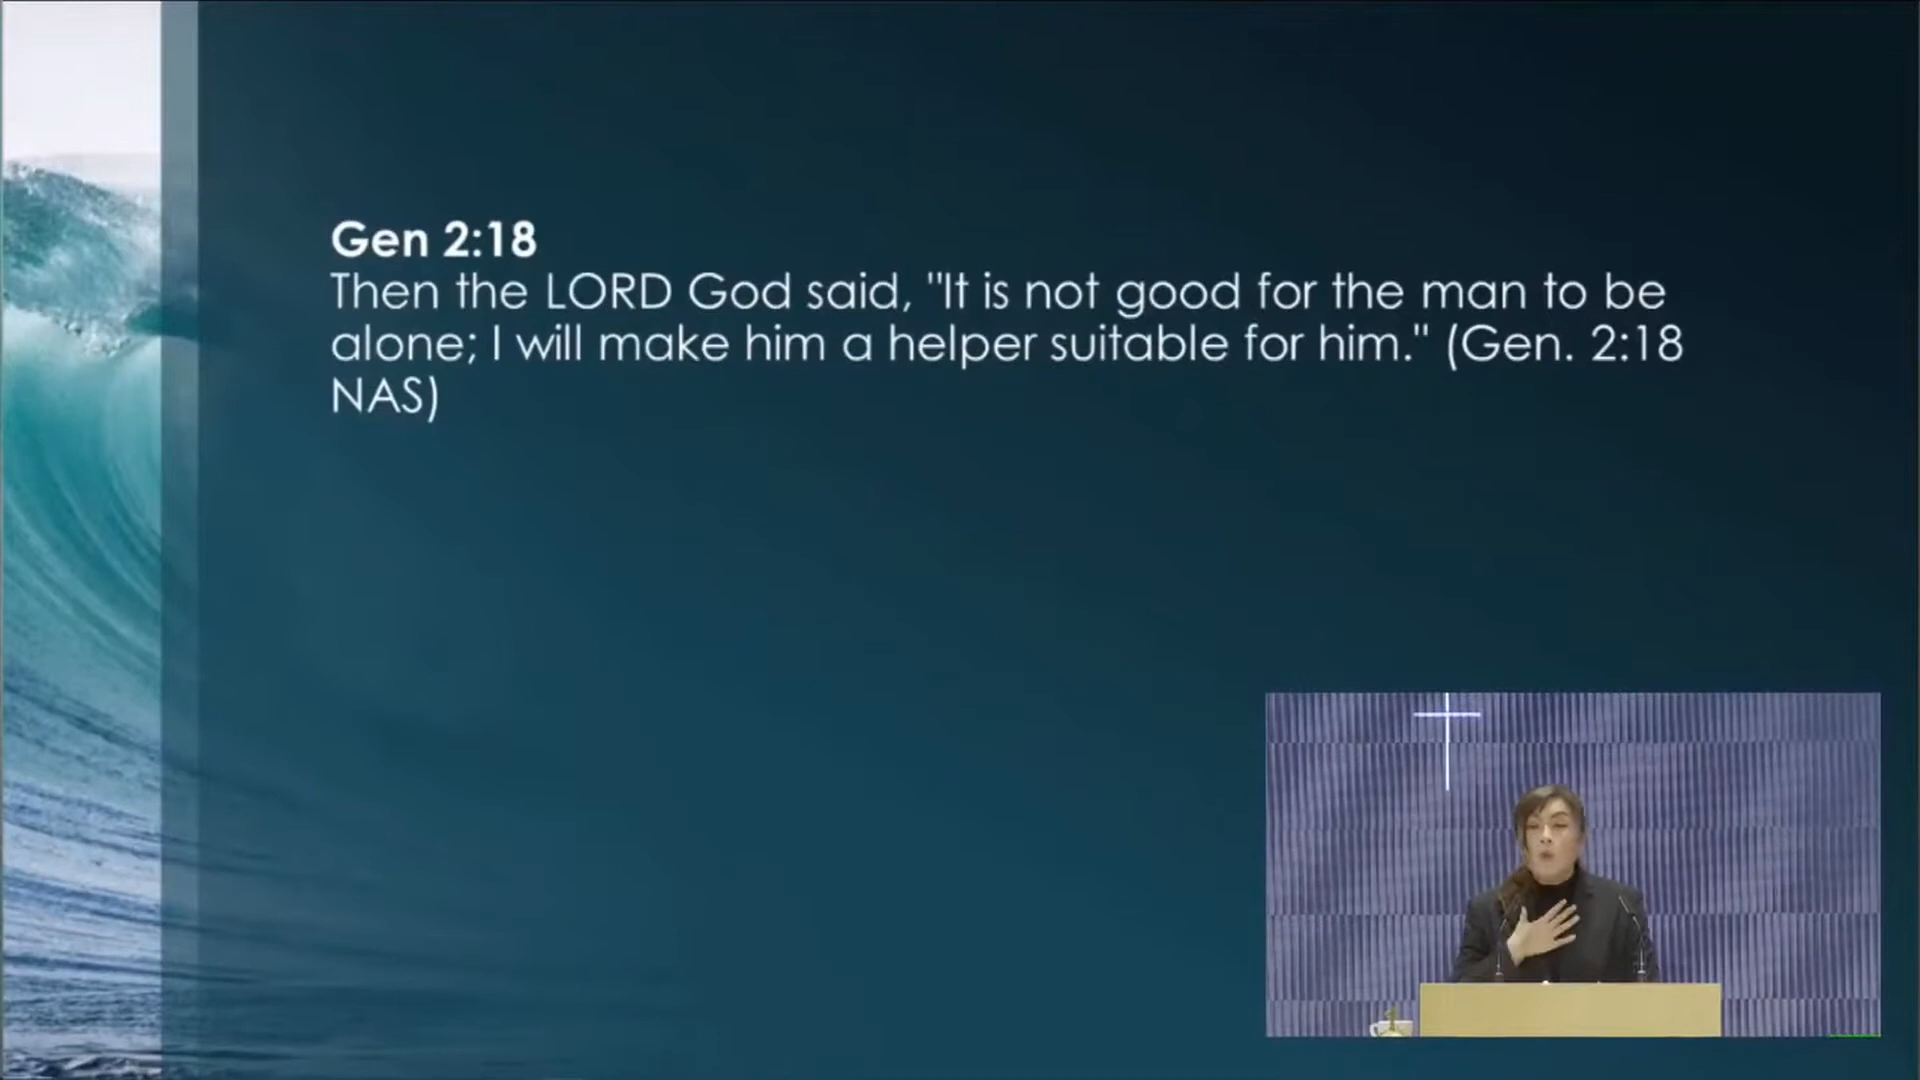 Gen 2:18
Then the LORD God said, "It is not good for the man to be
alone; I will make him a helper suitable for him." (Gen. 2:18
NAS)